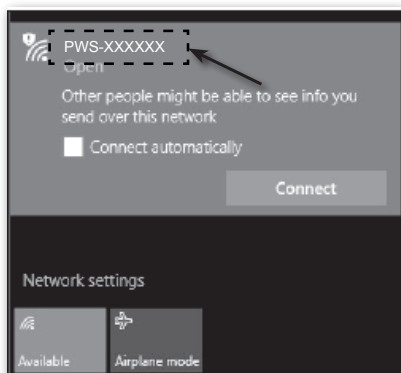 PWS-XXXXXX
Open
Other people might be able to see info you
send over this network
Connect automatically
Connect
Network settings
Available
Airplane mode